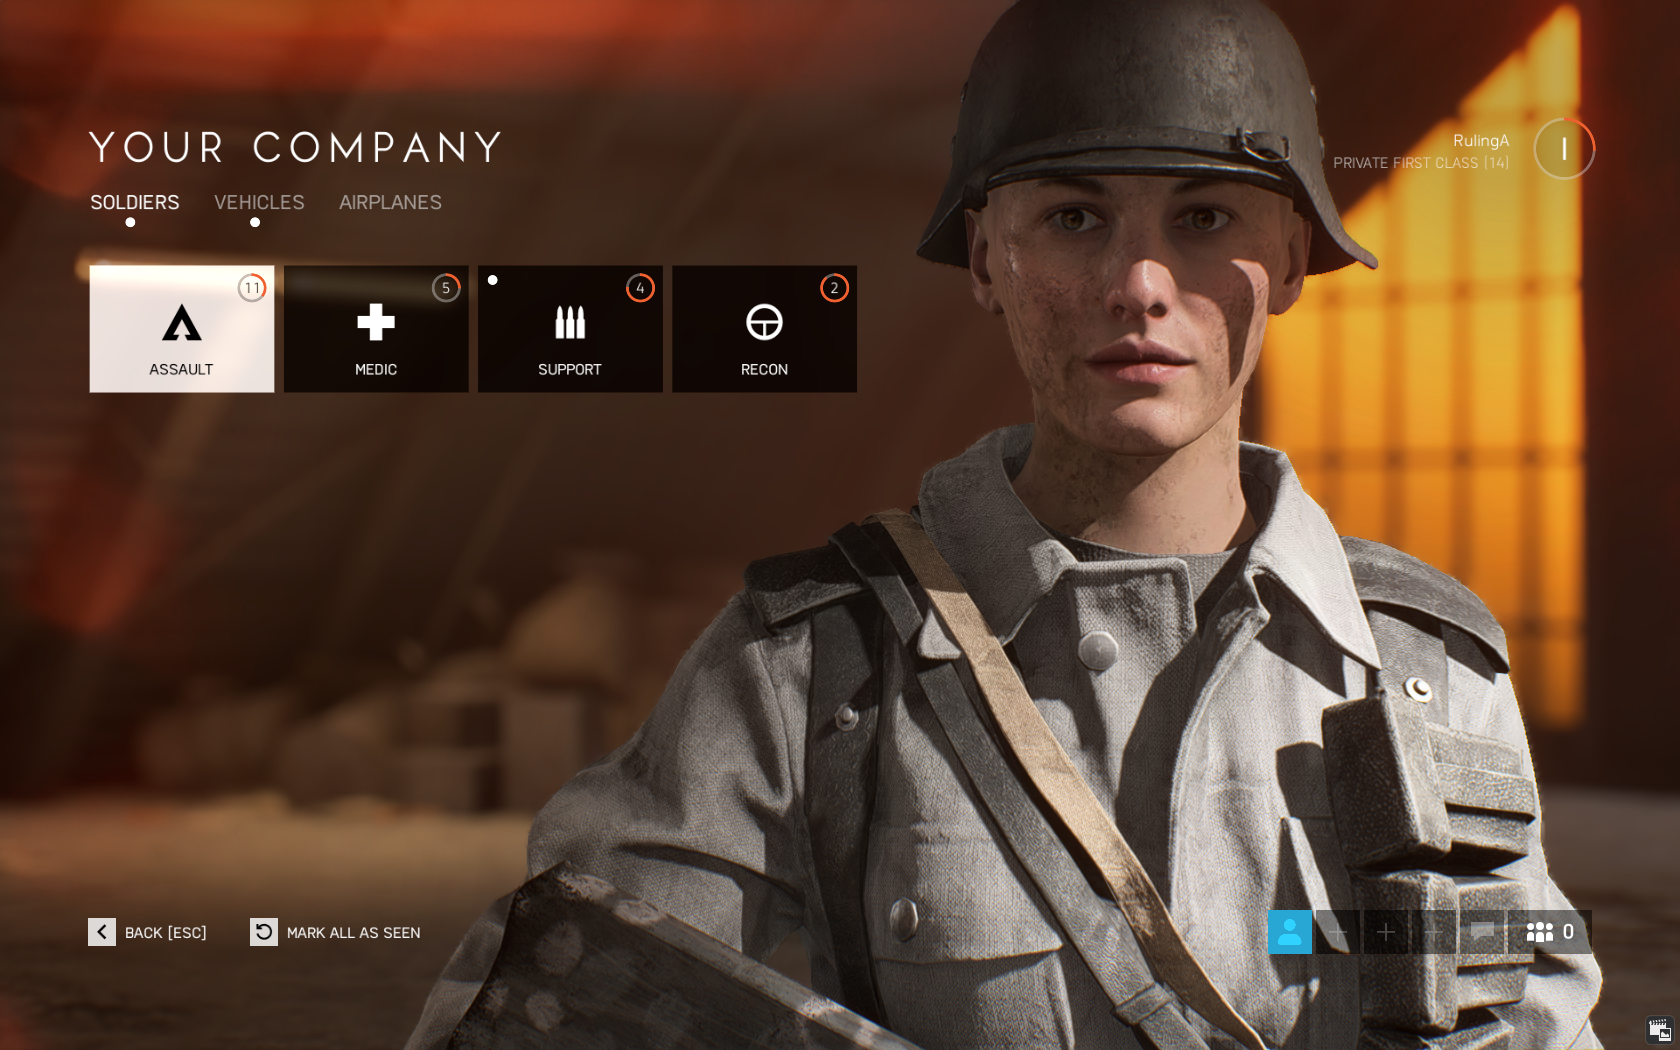 YOUR COMPANY
RulingA
PRIVATE FIRST CLASS [14]
I
SOLDIERS VEHICLES AIRPLANES
11 5 4 2
ASSAULT MEDIC SUPPORT RECON
BACK [ESC] MARK ALL AS SEEN
0